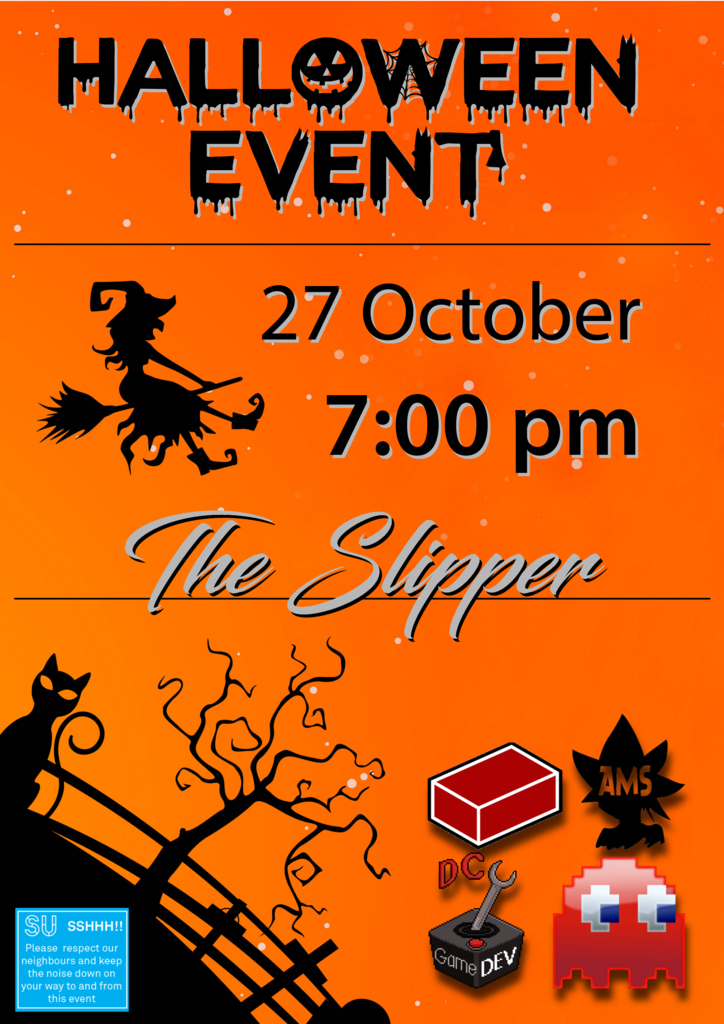 HALLOWEEN
EVENT
27 October
7:00 pm
The Slipper
AMS
DC
Game DEV
SU SSHHH!!
Please respect our
neighbours and keep
the noise down on
your way to and from
this event